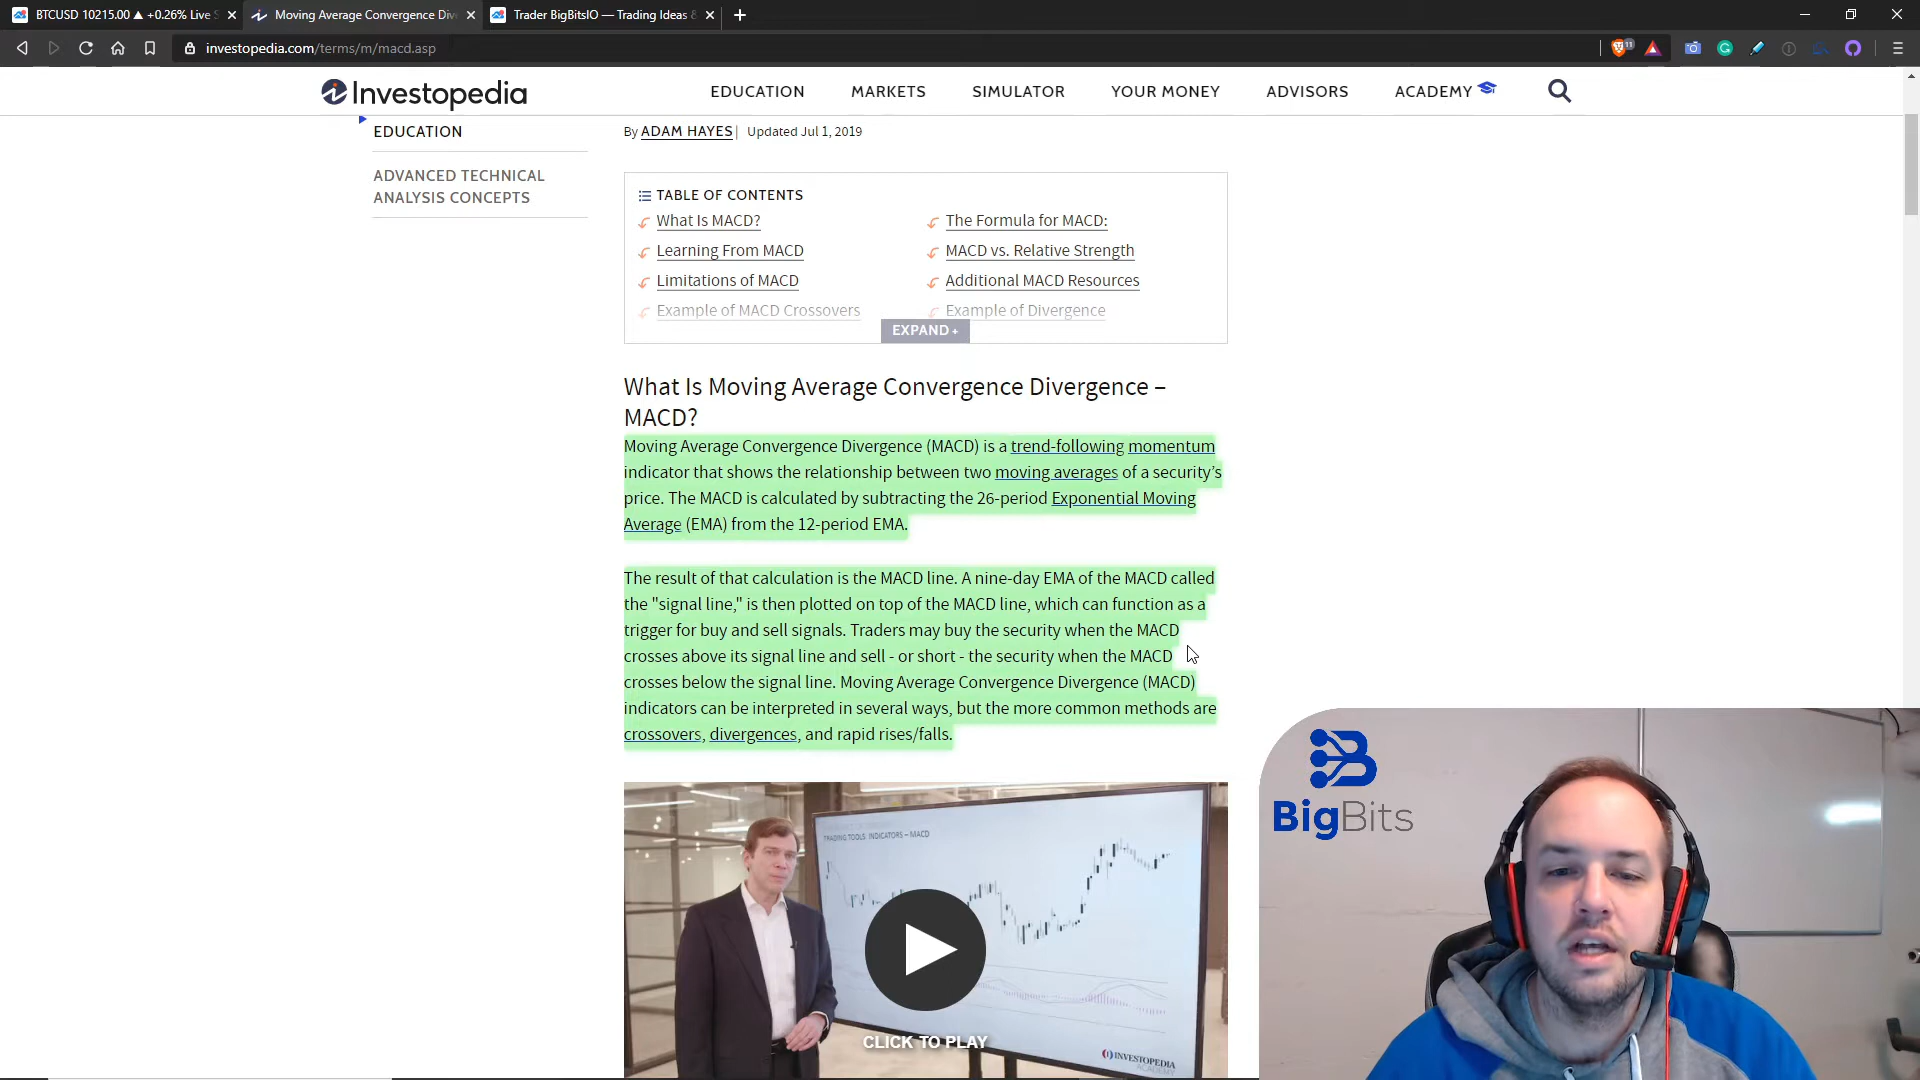 BTCUSD 10215.00 ▲ +0.26% Live S
Moving Average Convergence Div
Trader BigBitsIO — Trading Ideas &
investopedia.com/terms/m/macd.asp
11
Investopedia
EDUCATION
MARKETS
SIMULATOR
YOUR MONEY
ADVISORS
ACADEMY
EDUCATION
ADVANCED TECHNICAL
ANALYSIS CONCEPTS
By ADAM HAYES | Updated Jul 1, 2019
TABLE OF CONTENTS
What Is MACD?
The Formula for MACD:
Learning From MACD
MACD vs. Relative Strength
Limitations of MACD
Additional MACD Resources
Example of MACD Crossovers
Example of Divergence
EXPAND +
What Is Moving Average Convergence Divergence –
MACD?
Moving Average Convergence Divergence (MACD) is a trend-following momentum
indicator that shows the relationship between two moving averages of a security’s
price. The MACD is calculated by subtracting the 26-period Exponential Moving
Average (EMA) from the 12-period EMA.
The result of that calculation is the MACD line. A nine-day EMA of the MACD called
the "signal line," is then plotted on top of the MACD line, which can function as a
trigger for buy and sell signals. Traders may buy the security when the MACD
crosses above its signal line and sell - or short - the security when the MACD
crosses below the signal line. Moving Average Convergence Divergence (MACD)
indicators can be interpreted in several ways, but the more common methods are
crossovers, divergences, and rapid rises/falls.
TRADING TOOLS: INDICATORS – MACD
CLICK TO PLAY
INVESTOPEDIA
ACADEMY
BigBits